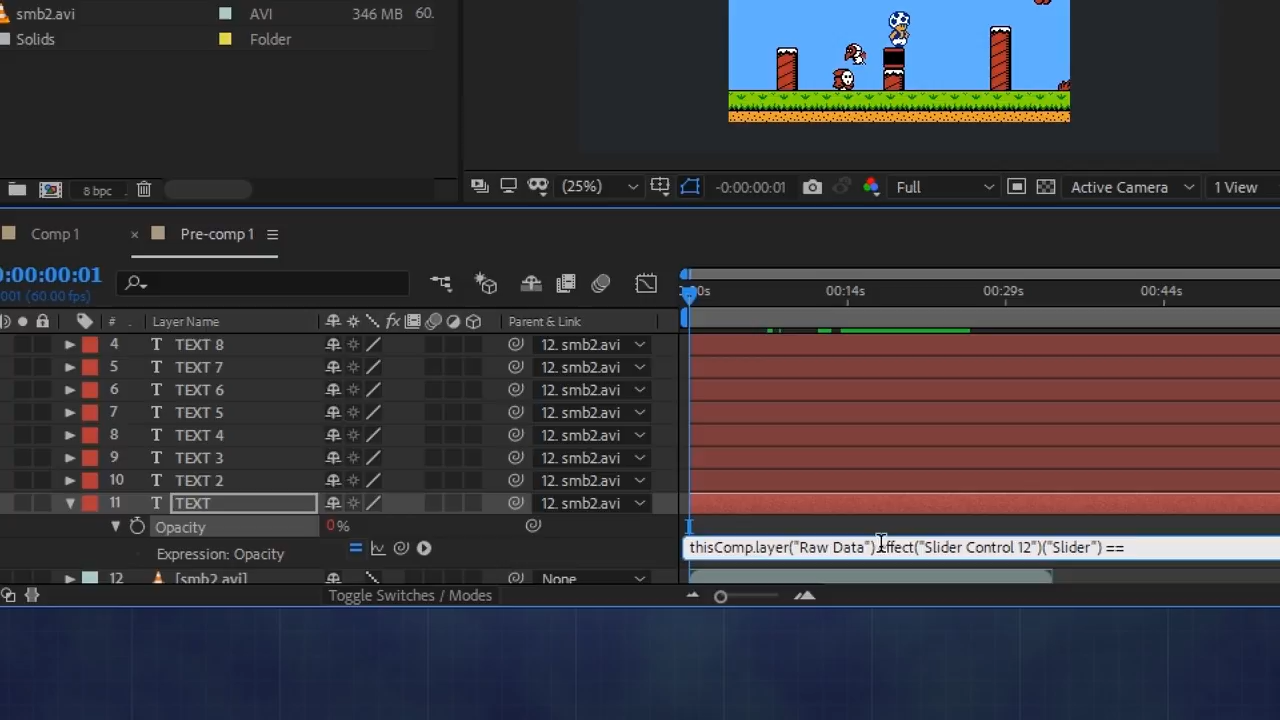 smb2.avi AVI 346 MB 60.
Solids Folder
8 bpc (25%) -0:00:00:01 Full Active Camera 1 View
Comp 1 × Pre-comp 1
0:00:00:01
001 (60.00 fps) :00s 00:14s 00:29s 00:44s
# Layer Name fx Parent & Link
4 T TEXT 8 12. smb2.avi
5 T TEXT 7 12. smb2.avi
6 T TEXT 6 12. smb2.avi
7 T TEXT 5 12. smb2.avi
8 T TEXT 4 12. smb2.avi
9 T TEXT 3 12. smb2.avi
10 T TEXT 2 12. smb2.avi
11 T TEXT 12. smb2.avi
Opacity 0%
Expression: Opacity thisComp.layer("Raw Data").effect("Slider Control 12")("Slider") ==
12 [smb2.avi] None
Toggle Switches / Modes